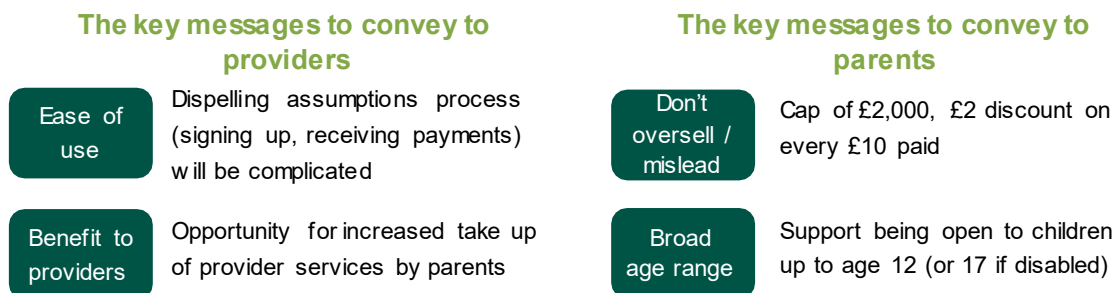 The key messages to convey to
providers
Ease of
use
Dispelling assumptions process
(signing up, receiving payments)
will be complicated
Benefit to
providers
Opportunity for increased take up
of provider services by parents
The key messages to convey to
parents
Don't
oversell /
mislead
Cap of £2,000, £2 discount on
every £10 paid
Broad
age range
Support being open to children
up to age 12 (or 17 if disabled)